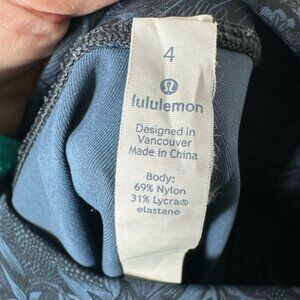 4
lululemon
Designed in
Vancouver
Made in China
Body:
69% Nylon
31% Lycra®
elastane